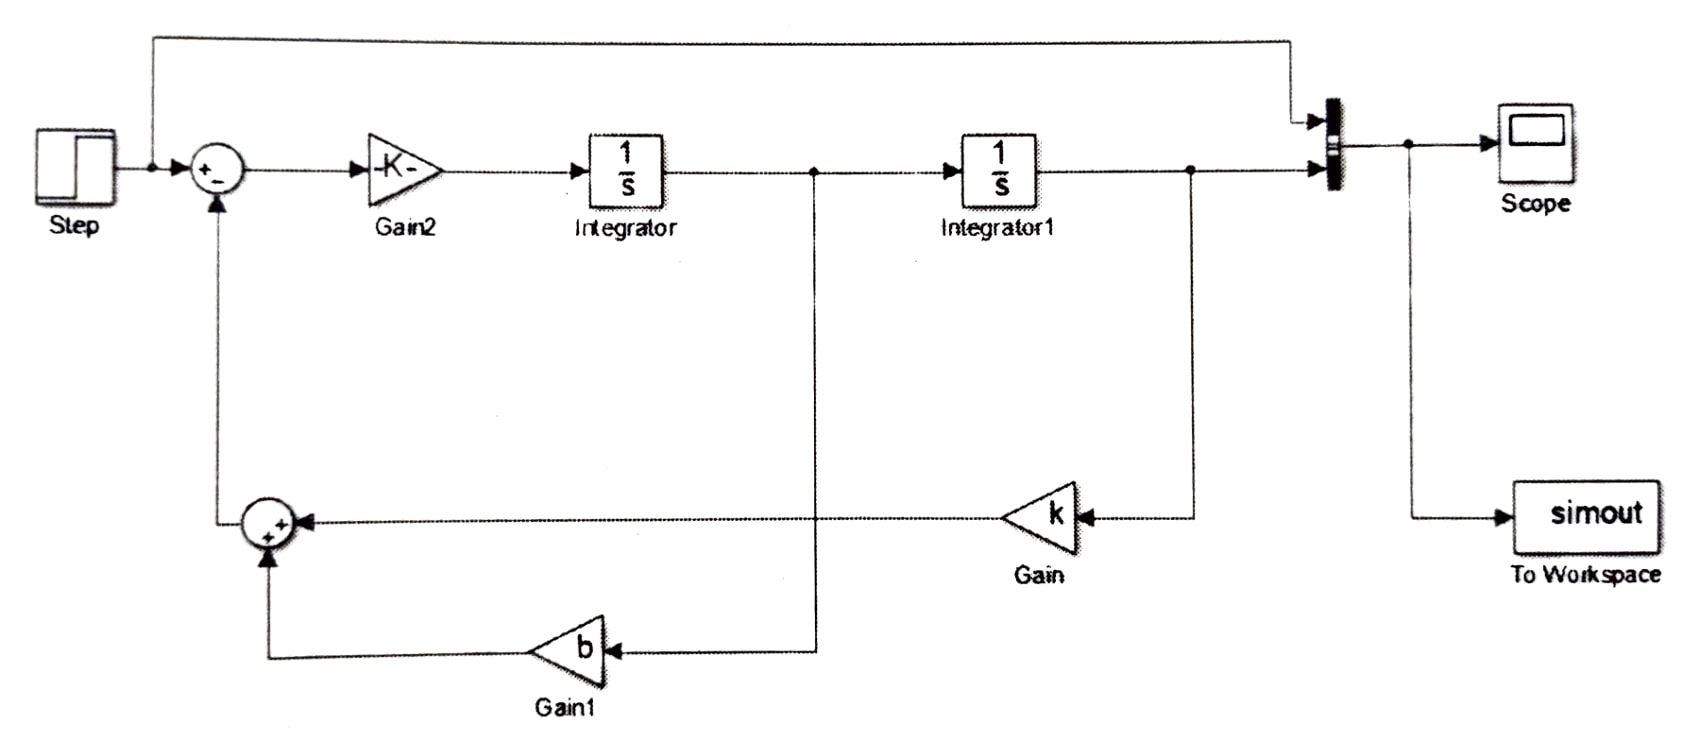 +
-
-K-
1
s
1
s
Step
Gain2
Integrator
Integrator1
Scope
+
+
k
simout
Gain
To Workspace
b
Gain1